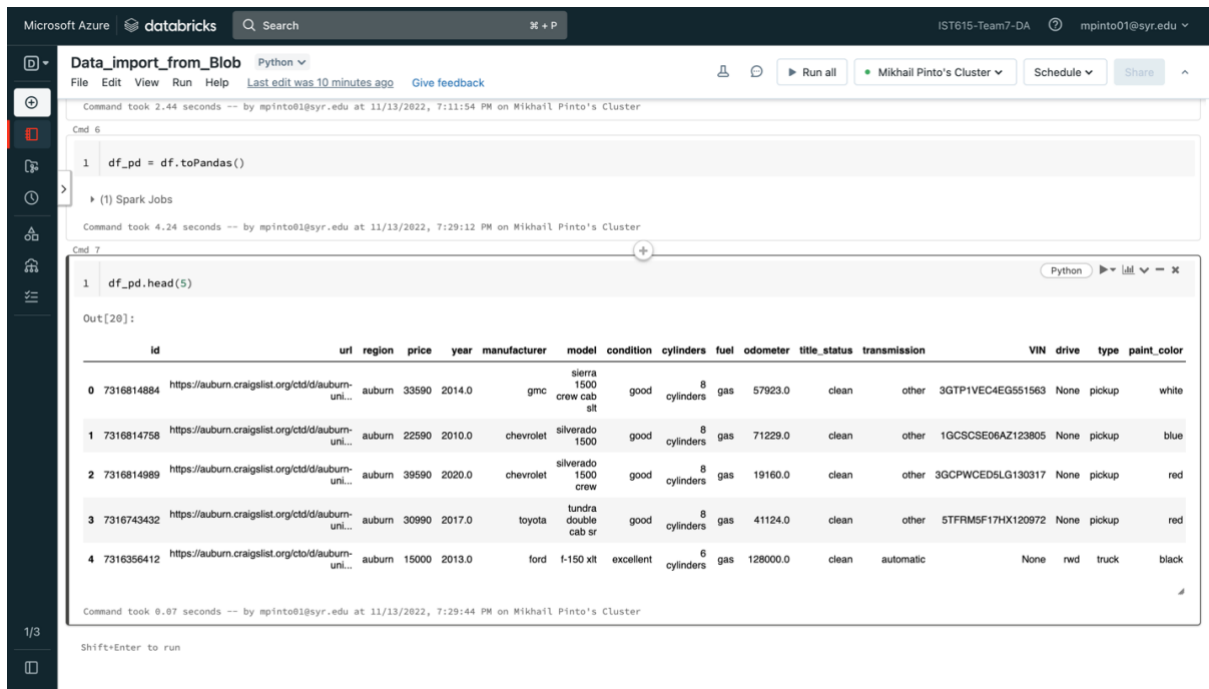 Microsoft Azure databricks Search ⌘ + P IST615-Team7-DA ? mpinto01@syr.edu
D
Data_import_from_Blob Python
File Edit View Run Help Last edit was 10 minutes ago Give feedback
Run all Mikhail Pinto's Cluster Schedule Share
Command took 2.44 seconds -- by mpinto01@syr.edu at 11/13/2022, 7:11:54 PM on Mikhail Pinto's Cluster
Cmd 6
1 df_pd = df.toPandas()
(1) Spark Jobs
Command took 4.24 seconds -- by mpinto01@syr.edu at 11/13/2022, 7:29:12 PM on Mikhail Pinto's Cluster
Cmd 7
Python
1 df_pd.head(5)
Out[20]:
id url region price year manufacturer model condition cylinders fuel odometer title_status transmission VIN drive type paint_color
0 7316814884 https://auburn.craigslist.org/ctd/d/auburn-uni... auburn 33590 2014.0 gmc sierra 1500 crew cab slt good 8 cylinders gas 57923.0 clean other 3GTP1VEC4EG551563 None pickup white
1 7316814758 https://auburn.craigslist.org/ctd/d/auburn-uni... auburn 22590 2010.0 chevrolet silverado 1500 good 8 cylinders gas 71229.0 clean other 1GCSCSE06AZ123805 None pickup blue
2 7316814989 https://auburn.craigslist.org/ctd/d/auburn-uni... auburn 39590 2020.0 chevrolet silverado 1500 crew good 8 cylinders gas 19160.0 clean other 3GCPWCED5LG130317 None pickup red
3 7316743432 https://auburn.craigslist.org/ctd/d/auburn-uni... auburn 30990 2017.0 toyota tundra double cab sr good 8 cylinders gas 41124.0 clean other 5TFRM5F17HX120972 None pickup red
4 7316356412 https://auburn.craigslist.org/cto/d/auburn-uni... auburn 15000 2013.0 ford f-150 xlt excellent 6 cylinders gas 128000.0 clean automatic None rwd truck black
Command took 0.07 seconds -- by mpinto01@syr.edu at 11/13/2022, 7:29:44 PM on Mikhail Pinto's Cluster
1/3
Shift+Enter to run